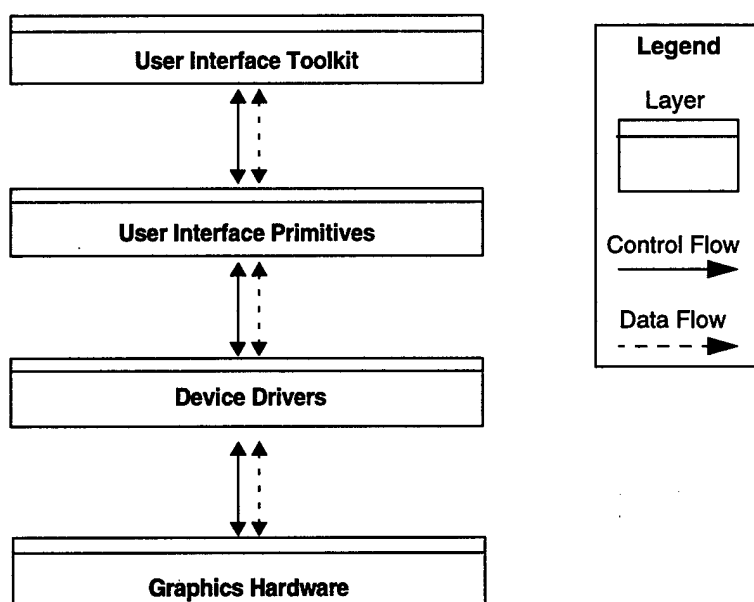 User Interface Toolkit
User Interface Primitives
Device Drivers
Graphics Hardware
Legend
Layer
Control Flow
Data Flow